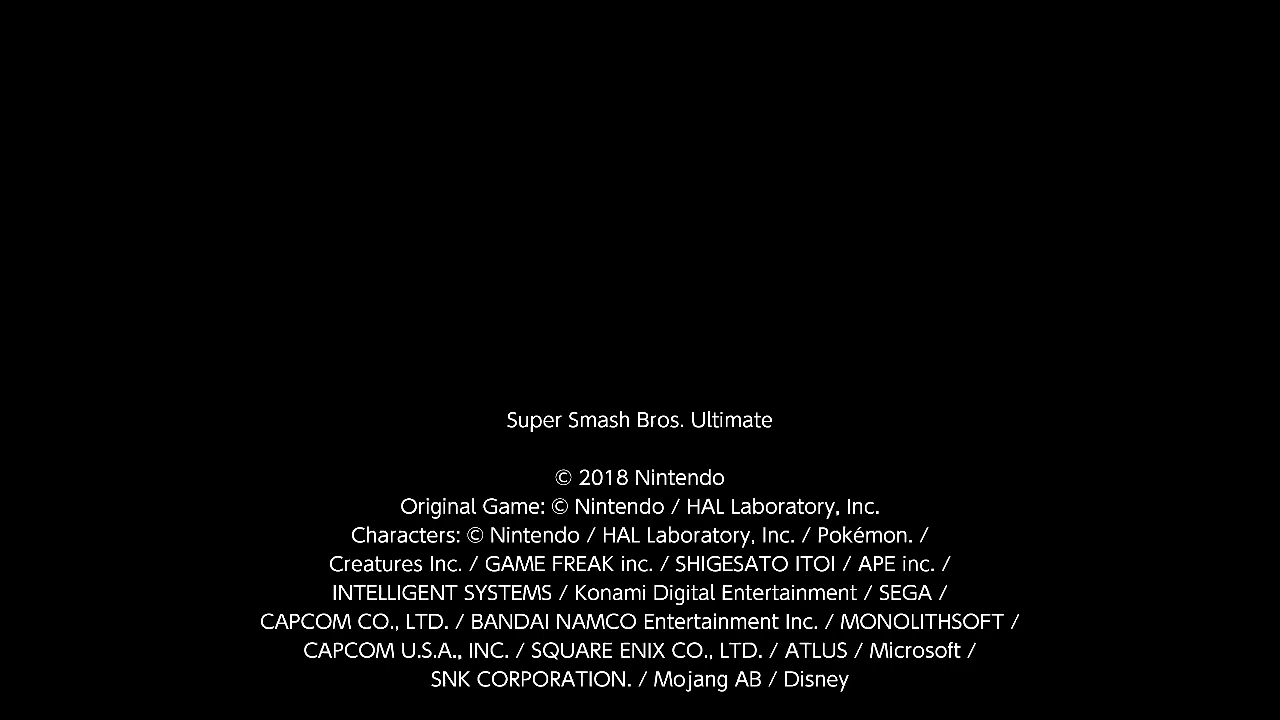 Super Smash Bros. Ultimate
© 2018 Nintendo
Original Game: © Nintendo / HAL Laboratory, Inc.
Characters: © Nintendo / HAL Laboratory, Inc. / Pokémon. /
Creatures Inc. / GAME FREAK inc. / SHIGESATO ITOI / APE inc. /
INTELLIGENT SYSTEMS / Konami Digital Entertainment / SEGA /
CAPCOM CO., LTD. / BANDAI NAMCO Entertainment Inc. / MONOLITHSOFT /
CAPCOM U.S.A., INC. / SQUARE ENIX CO., LTD. / ATLUS / Microsoft /
SNK CORPORATION. / Mojang AB / Disney